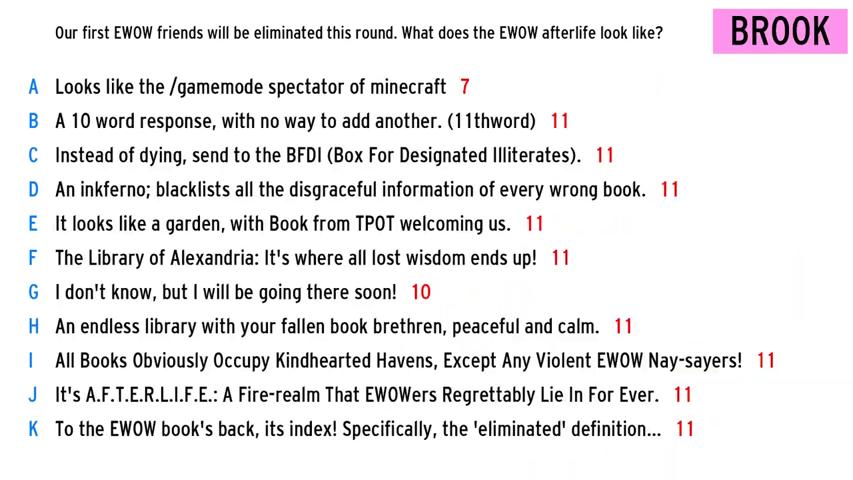 Our first EWOW friends will be eliminated this round. What does the EWOW afterlife look like?
BROOK
A Looks like the /gamemode spectator of minecraft 7
B A 10 word response, with no way to add another. (11thword) 11
C Instead of dying, send to the BFDI (Box For Designated Illiterates). 11
D An inkferno; blacklists all the disgraceful information of every wrong book. 11
E It looks like a garden, with Book from TPOT welcoming us. 11
F The Library of Alexandria: It's where all lost wisdom ends up! 11
G I don't know, but I will be going there soon! 10
H An endless library with your fallen book brethren, peaceful and calm. 11
I All Books Obviously Occupy Kindhearted Havens, Except Any Violent EWOW Nay-sayers! 11
J It's A.F.T.E.R.L.I.F.E.: A Fire-realm That EWOWers Regrettably Lie In For Ever. 11
K To the EWOW book's back, its index! Specifically, the 'eliminated' definition... 11